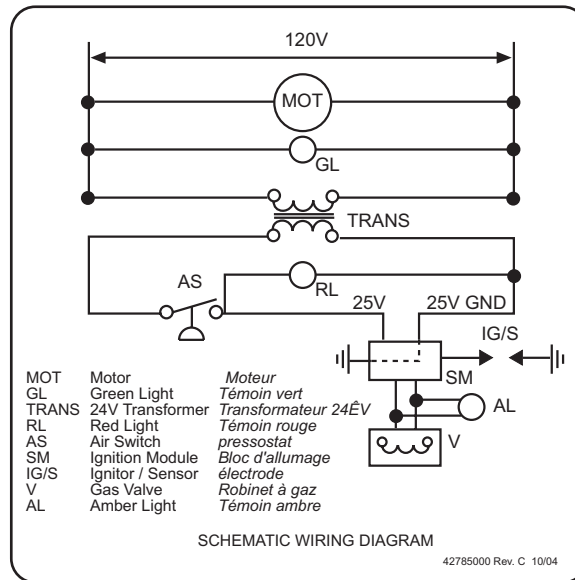 120V
MOT
GL
TRANS
AS
RL
25V 25V GND
IG/S
SM
AL
V
MOT Motor Moteur
GL Green Light Témoin vert
TRANS 24V Transformer Transformateur 24ÊV
RL Red Light Témoin rouge
AS Air Switch pressostat
SM Ignition Module Bloc d'allumage
IG/S Ignitor / Sensor électrode
V Gas Valve Robinet à gaz
AL Amber Light Témoin ambre
SCHEMATIC WIRING DIAGRAM
42785000 Rev. C 10/04